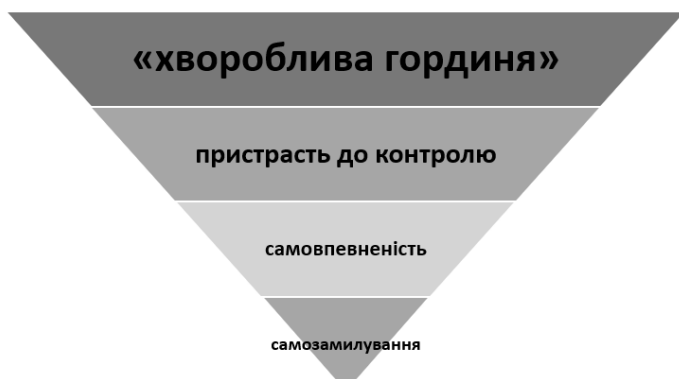 «хвороблива гординя»
пристрасть до контролю
самовпевненість
самозамилування